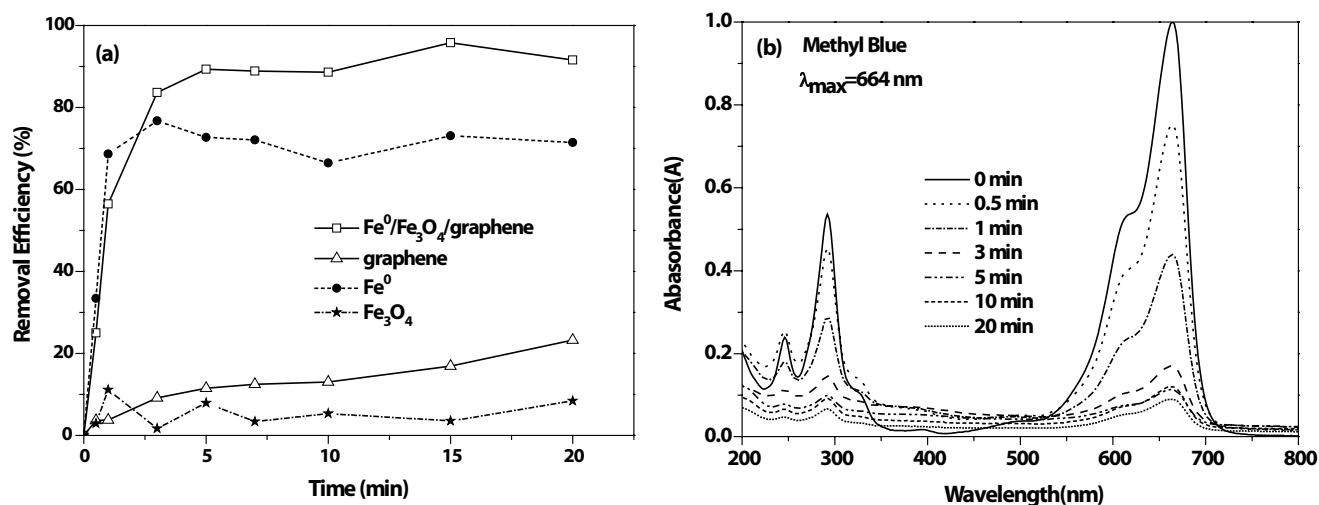 (a)
Removal Efficiency (%)
100
80
60
40
20
0
Fe⁰/Fe₃O₄/graphene
graphene
Fe⁰
Fe₃O₄
0
5
10
15
20
Time (min)
(b) Methyl Blue
λmax=664 nm
Abasorbance(A)
1.0
0.8
0.6
0.4
0.2
0.0
0 min
0.5 min
1 min
3 min
5 min
10 min
20 min
200
300
400
500
600
700
800
Wavelength(nm)